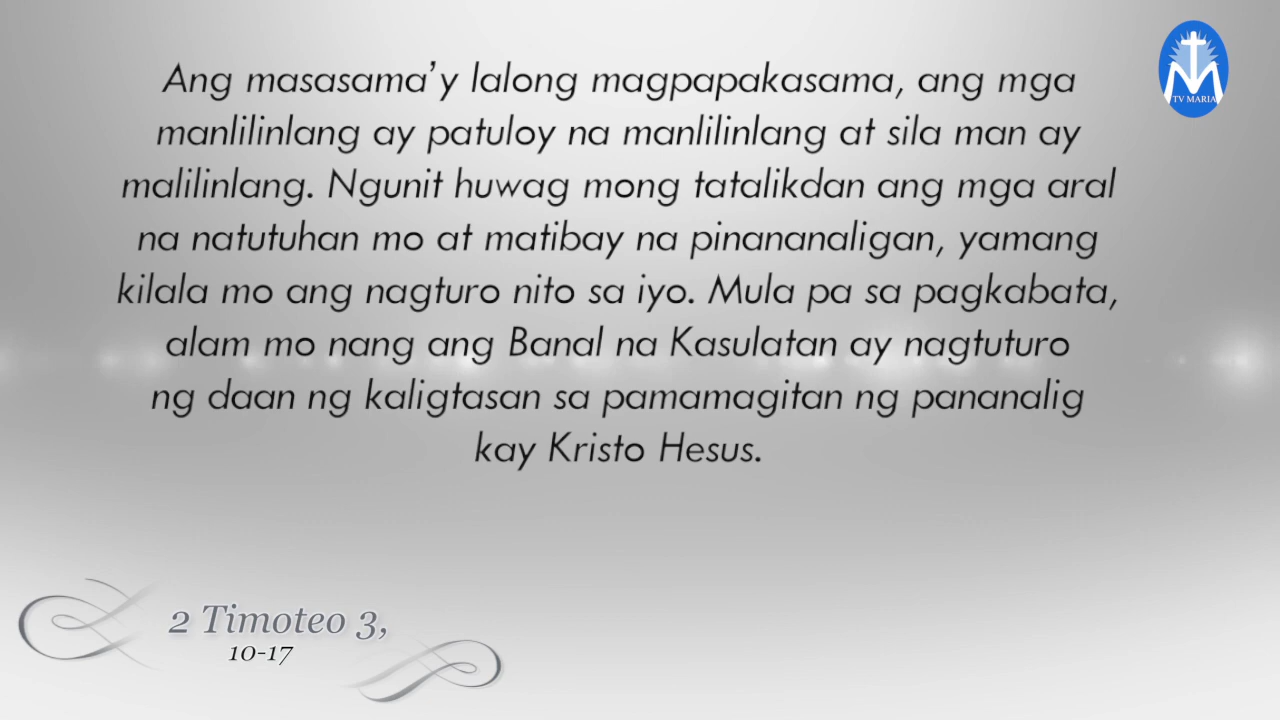 Ang masasama’y lalong magpapakasama, ang mga
manlilinlang ay patuloy na manlilinlang at sila man ay
malilinlang. Ngunit huwag mong tatalikdan ang mga aral
na natutuhan mo at matibay na pinananaligan, yamang
kilala mo ang nagturo nito sa iyo. Mula pa sa pagkabata,
alam mo nang ang Banal na Kasulatan ay nagtuturo
ng daan ng kaligtasan sa pamamagitan ng pananalig
kay Kristo Hesus.
2 Timoteo 3,
10-17
TV MARIA